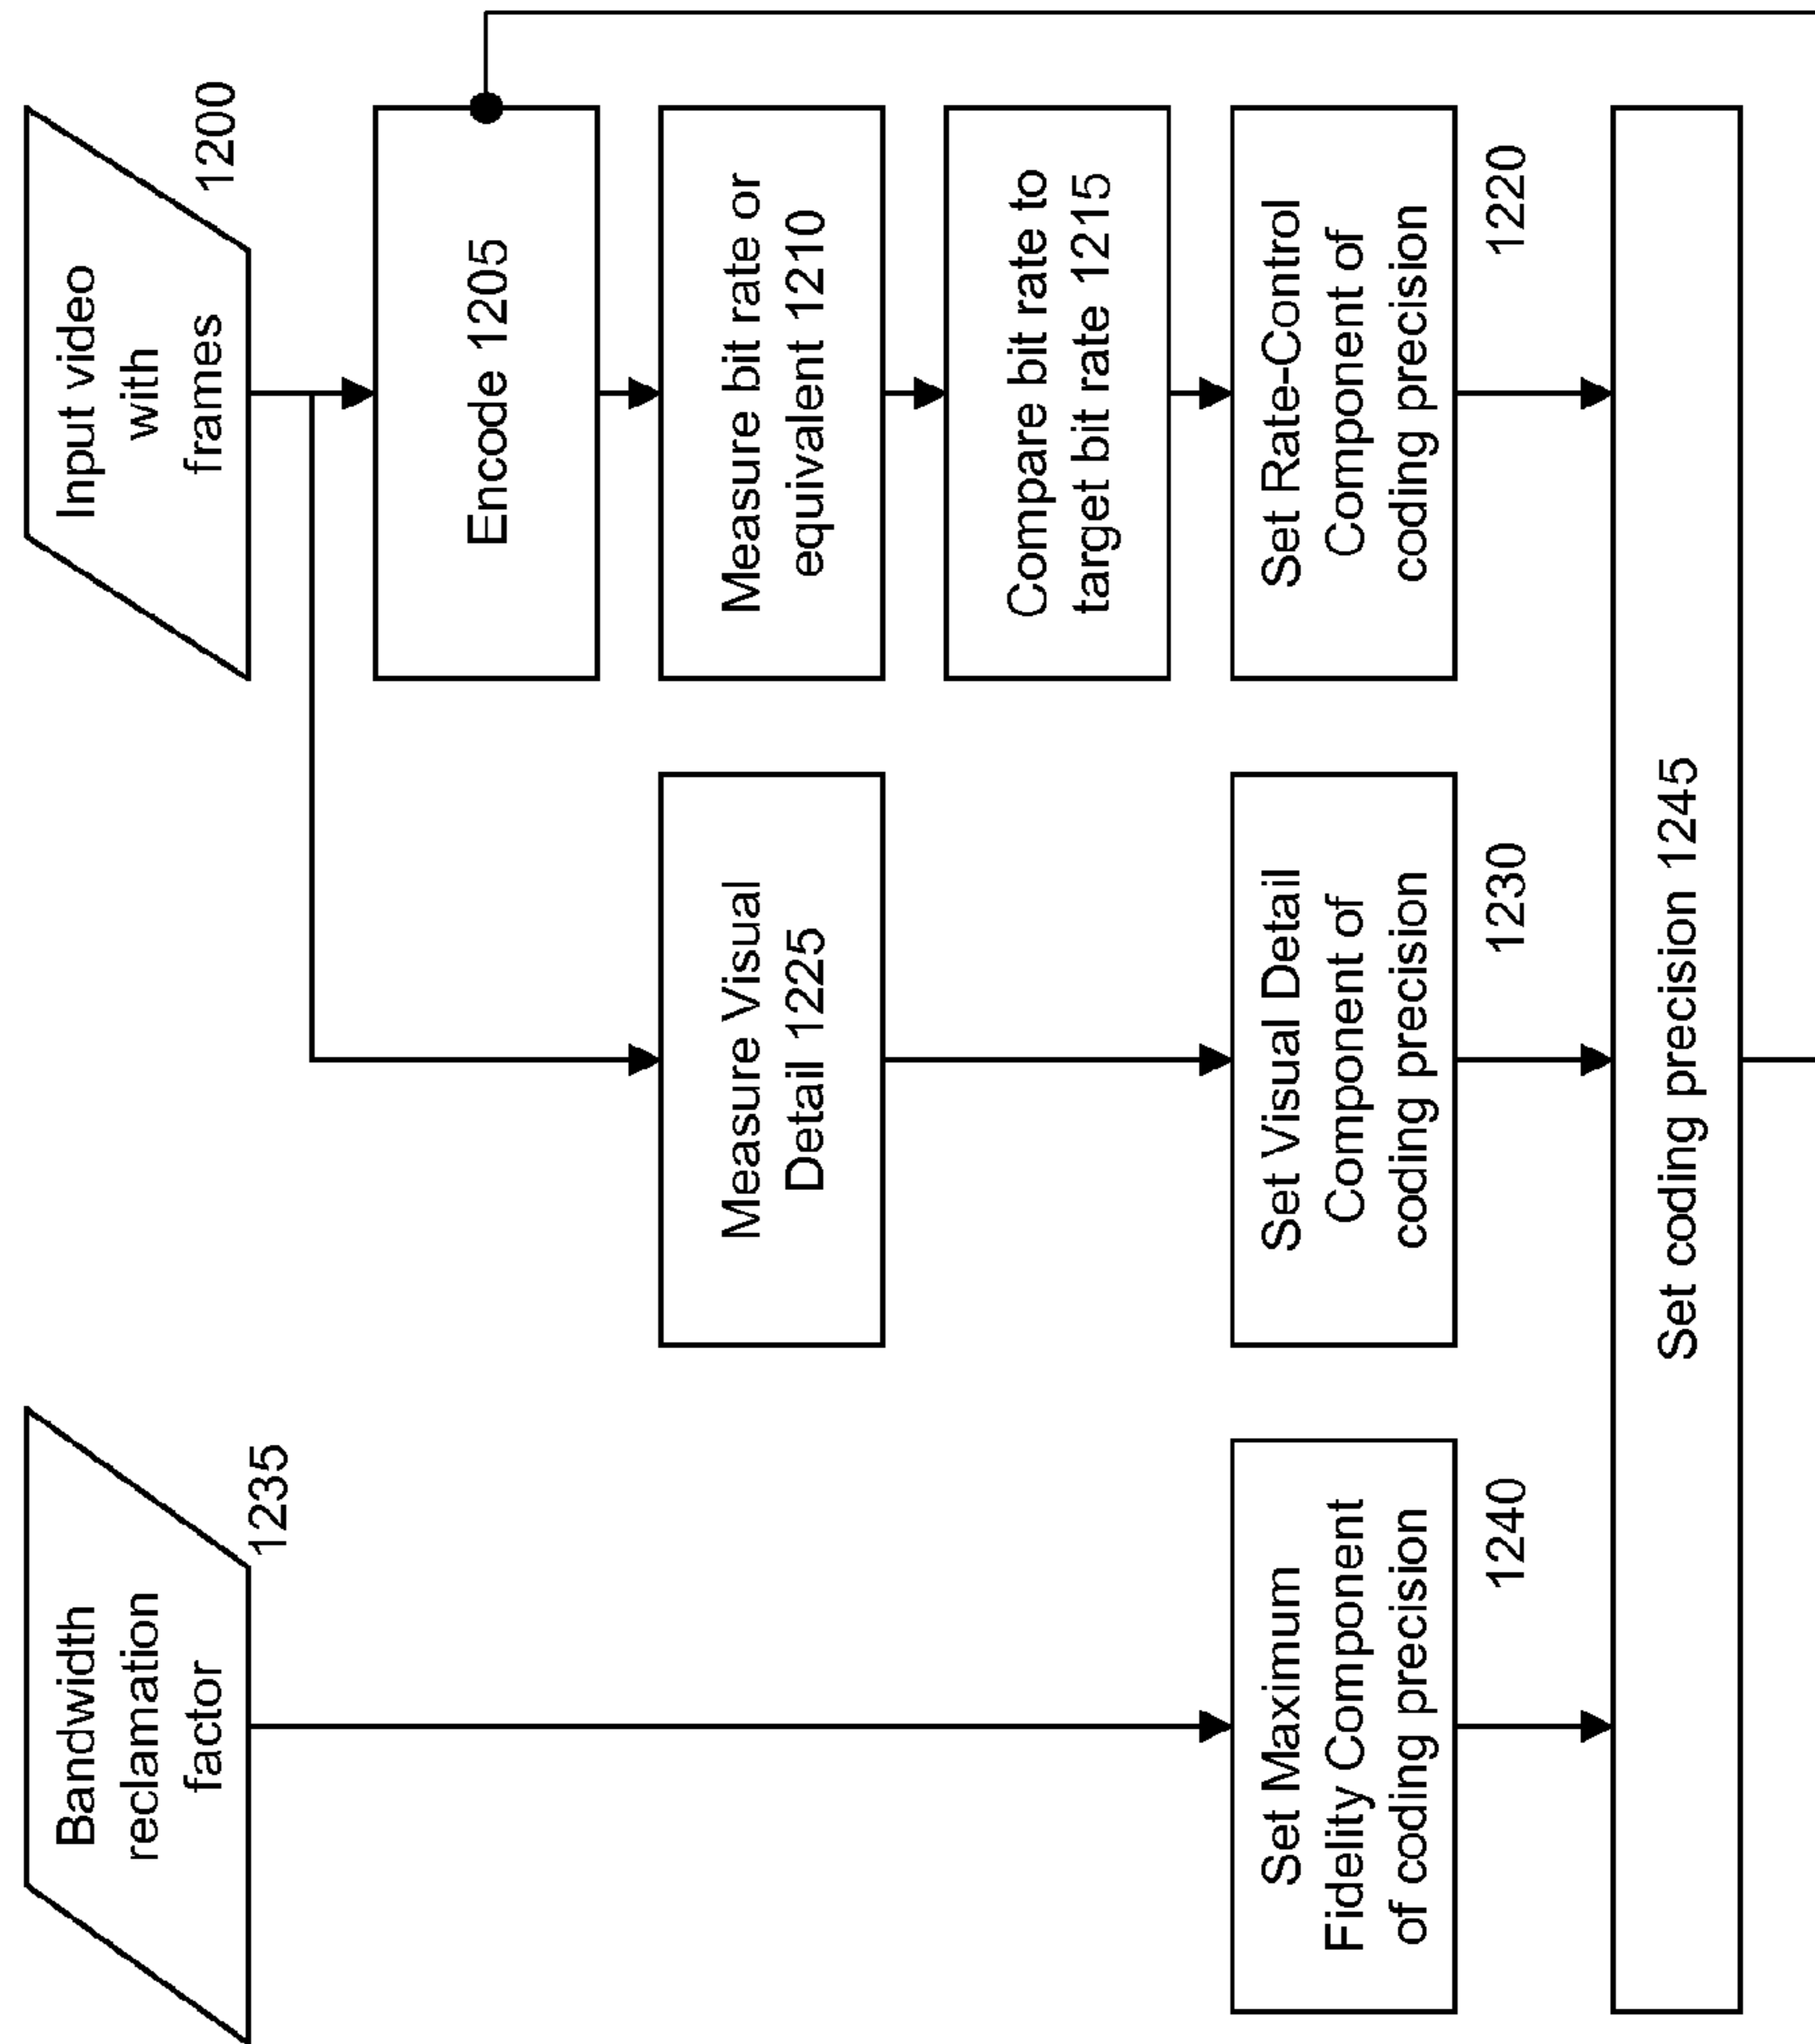 Bandwidth
reclamation
factor
1235
Input video
with
frames
1200
Encode 1205
Measure Visual
Detail 1225
Measure bit rate or
equivalent 1210
Compare bit rate to
target bit rate 1215
Set Maximum
Fidelity Component
of coding precision
1240
Set Visual Detail
Component of
coding precision
1230
Set Rate-Control
Component of
coding precision
1220
Set coding precision 1245